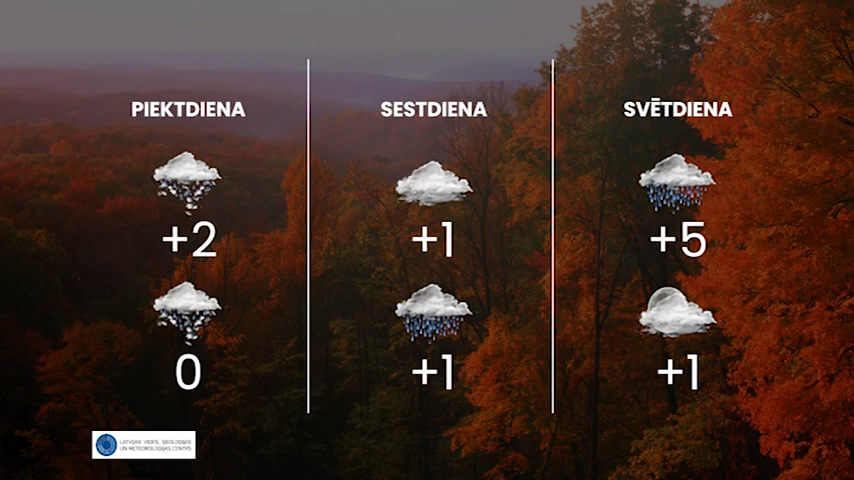 PIEKTDIENA
+2
0
SESTDIENA
+1
+1
SVĒTDIENA
+5
+1
LATVIJAS VIDES, ĢEOLOĢIJAS
UN METEOROLOĢIJAS CENTRS